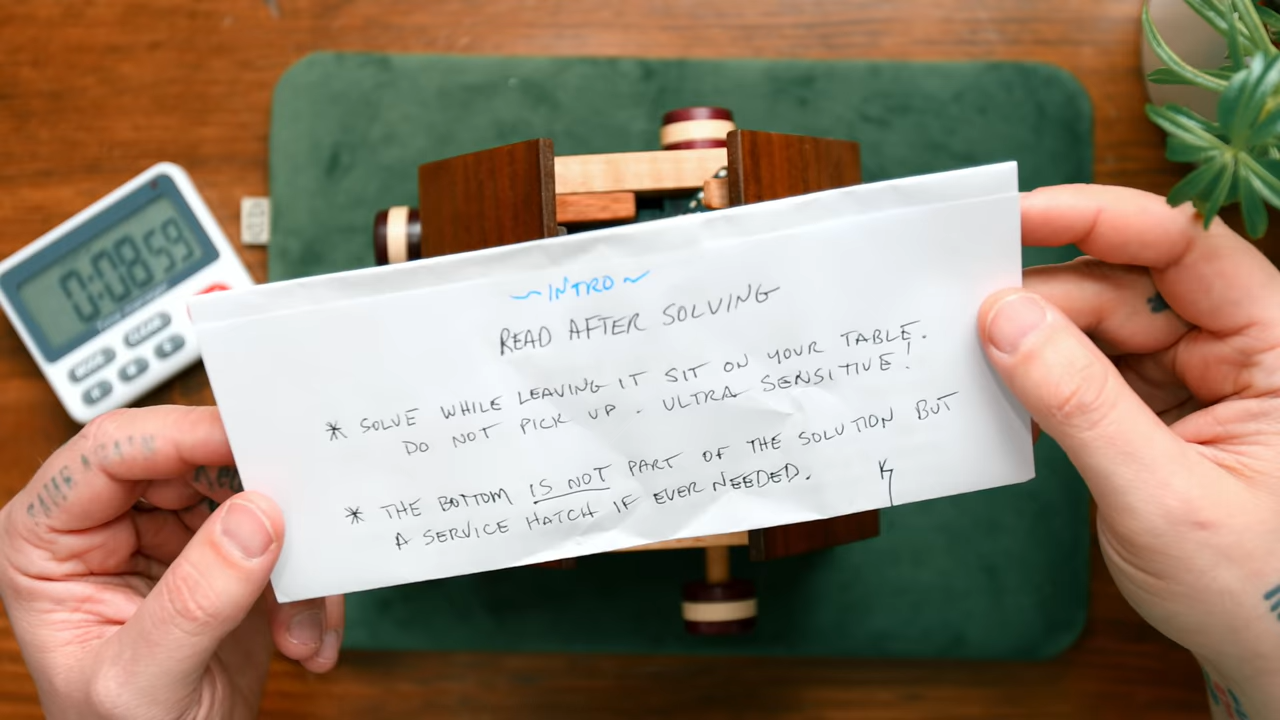 ~INTRO~
READ AFTER SOLVING
* SOLVE WHILE LEAVING IT SIT ON YOUR TABLE.
DO NOT PICK UP. ULTRA SENSITIVE!
* THE BOTTOM IS NOT PART OF THE SOLUTION BUT
A SERVICE HATCH IF EVER NEEDED.
0:08 59
CLEAR